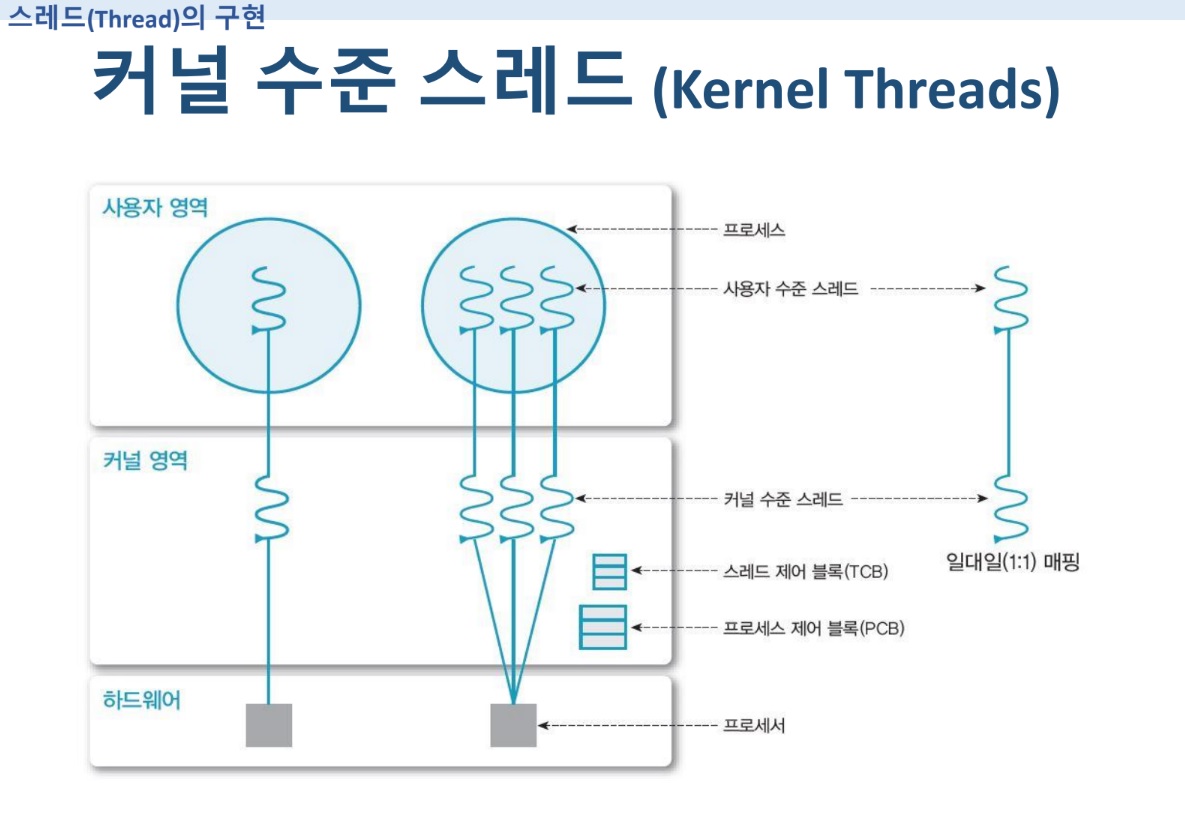 스레드(Thread)의 구현
커널 수준 스레드 (Kernel Threads)
사용자 영역
프로세스
사용자 수준 스레드
커널 영역
커널 수준 스레드
스레드 제어 블록(TCB)
일대일(1:1) 매핑
프로세스 제어 블록(PCB)
하드웨어
프로세서